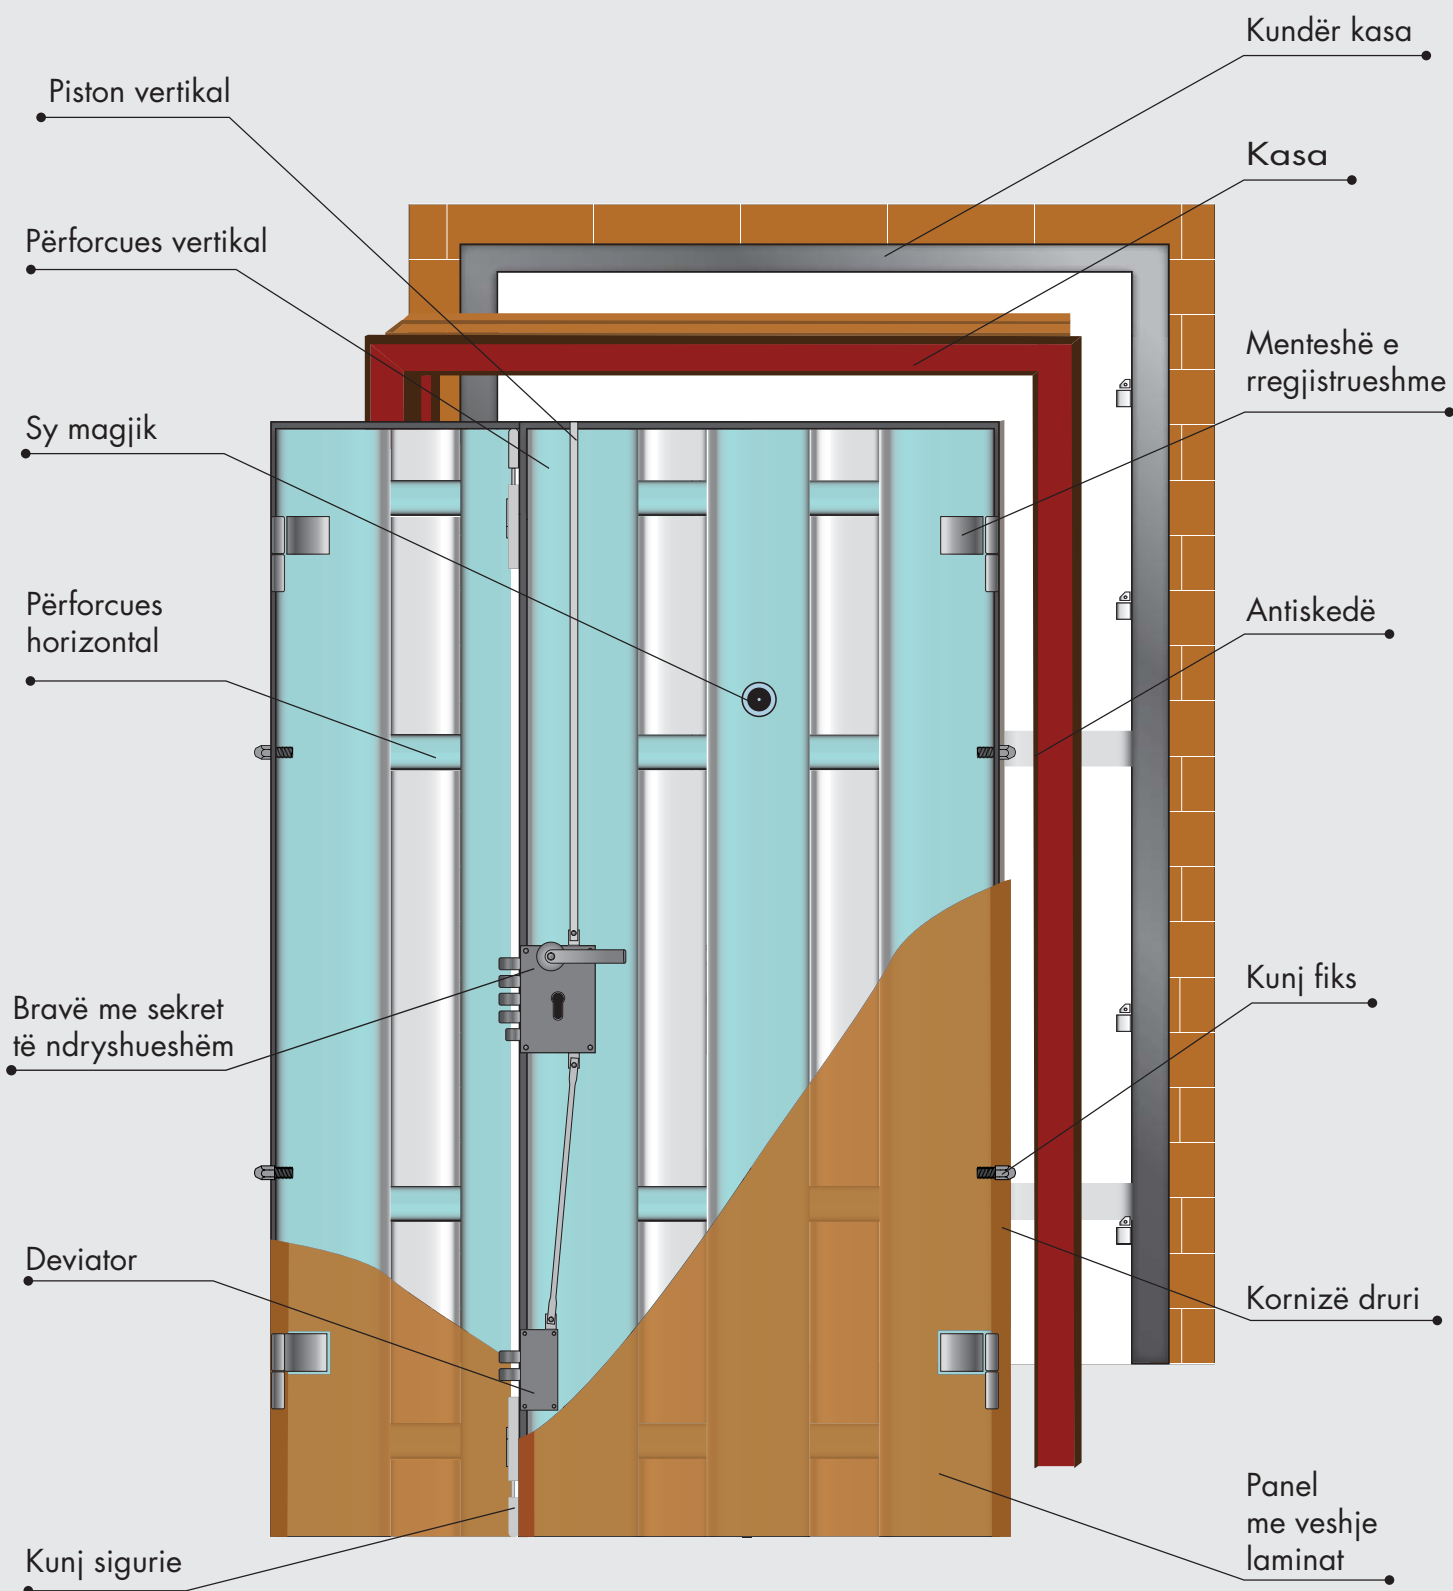 Kundër kasa
Piston vertikal
Kasa
Përforcues vertikal
Menteshë e
rregjistrueshme
Sy magjik
Përforcues
horizontal
Antiskedë
Kunj fiks
Bravë me sekret
të ndryshueshëm
Deviator
Kornizë druri
Panel
me veshje
laminat
Kunj sigurie